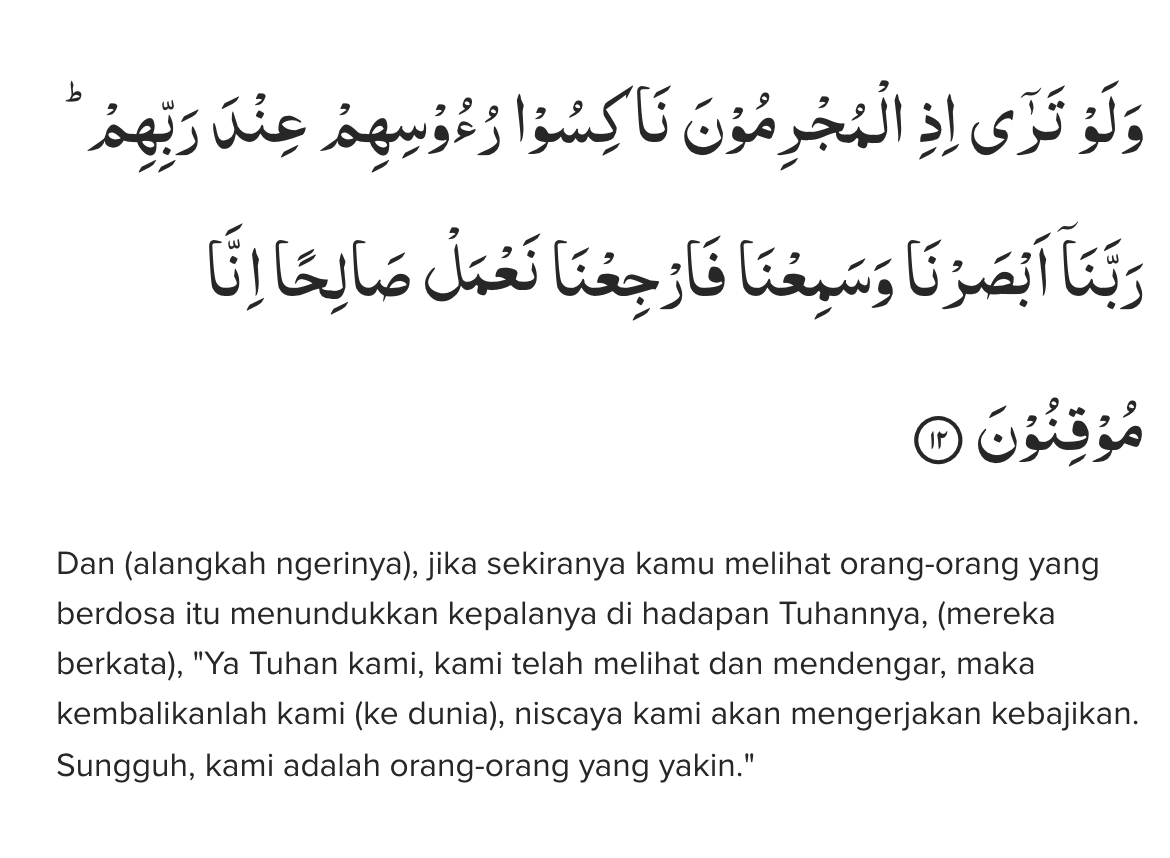 وَلَوْ تَرٰٓى اِذِ الْمُجْرِمُوْنَ نَاكِسُوْا رُءُوْسِهِمْ عِنْدَ رَبِّهِمْ ۗ
رَبَّنَآ اَبْصَرْنَا وَسَمِعْنَا فَارْجِعْنَا نَعْمَلْ صَالِحًا اِنَّا
مُوْقِنُوْنَ ١٢
Dan (alangkah ngerinya), jika sekiranya kamu melihat orang-orang yang
berdosa itu menundukkan kepalanya di hadapan Tuhannya, (mereka
berkata), "Ya Tuhan kami, kami telah melihat dan mendengar, maka
kembalikanlah kami (ke dunia), niscaya kami akan mengerjakan kebajikan.
Sungguh, kami adalah orang-orang yang yakin."